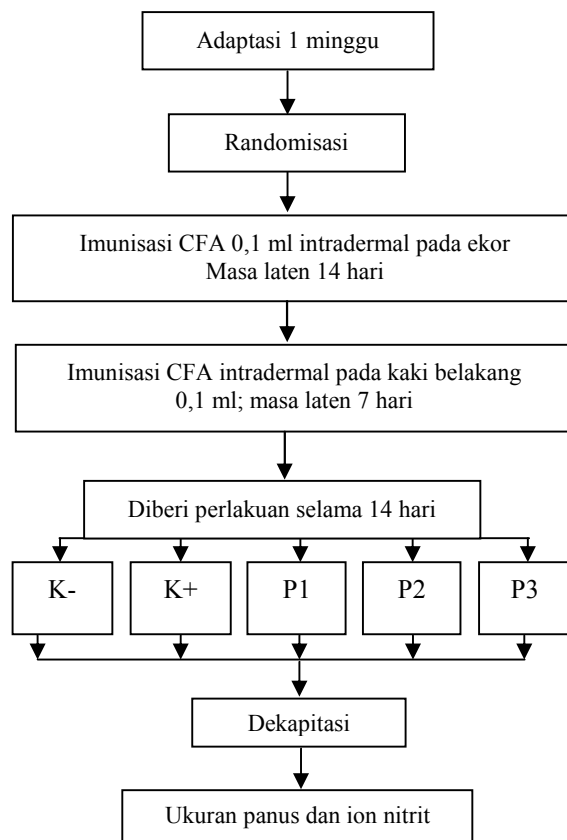 Adaptasi 1 minggu
Randomisasi
Imunisasi CFA 0,1 ml intradermal pada ekor
Masa laten 14 hari
Imunisasi CFA intradermal pada kaki belakang
0,1 ml; masa laten 7 hari
Diberi perlakuan selama 14 hari
K- K+ P1 P2 P3
Dekapitasi
Ukuran panus dan ion nitrit